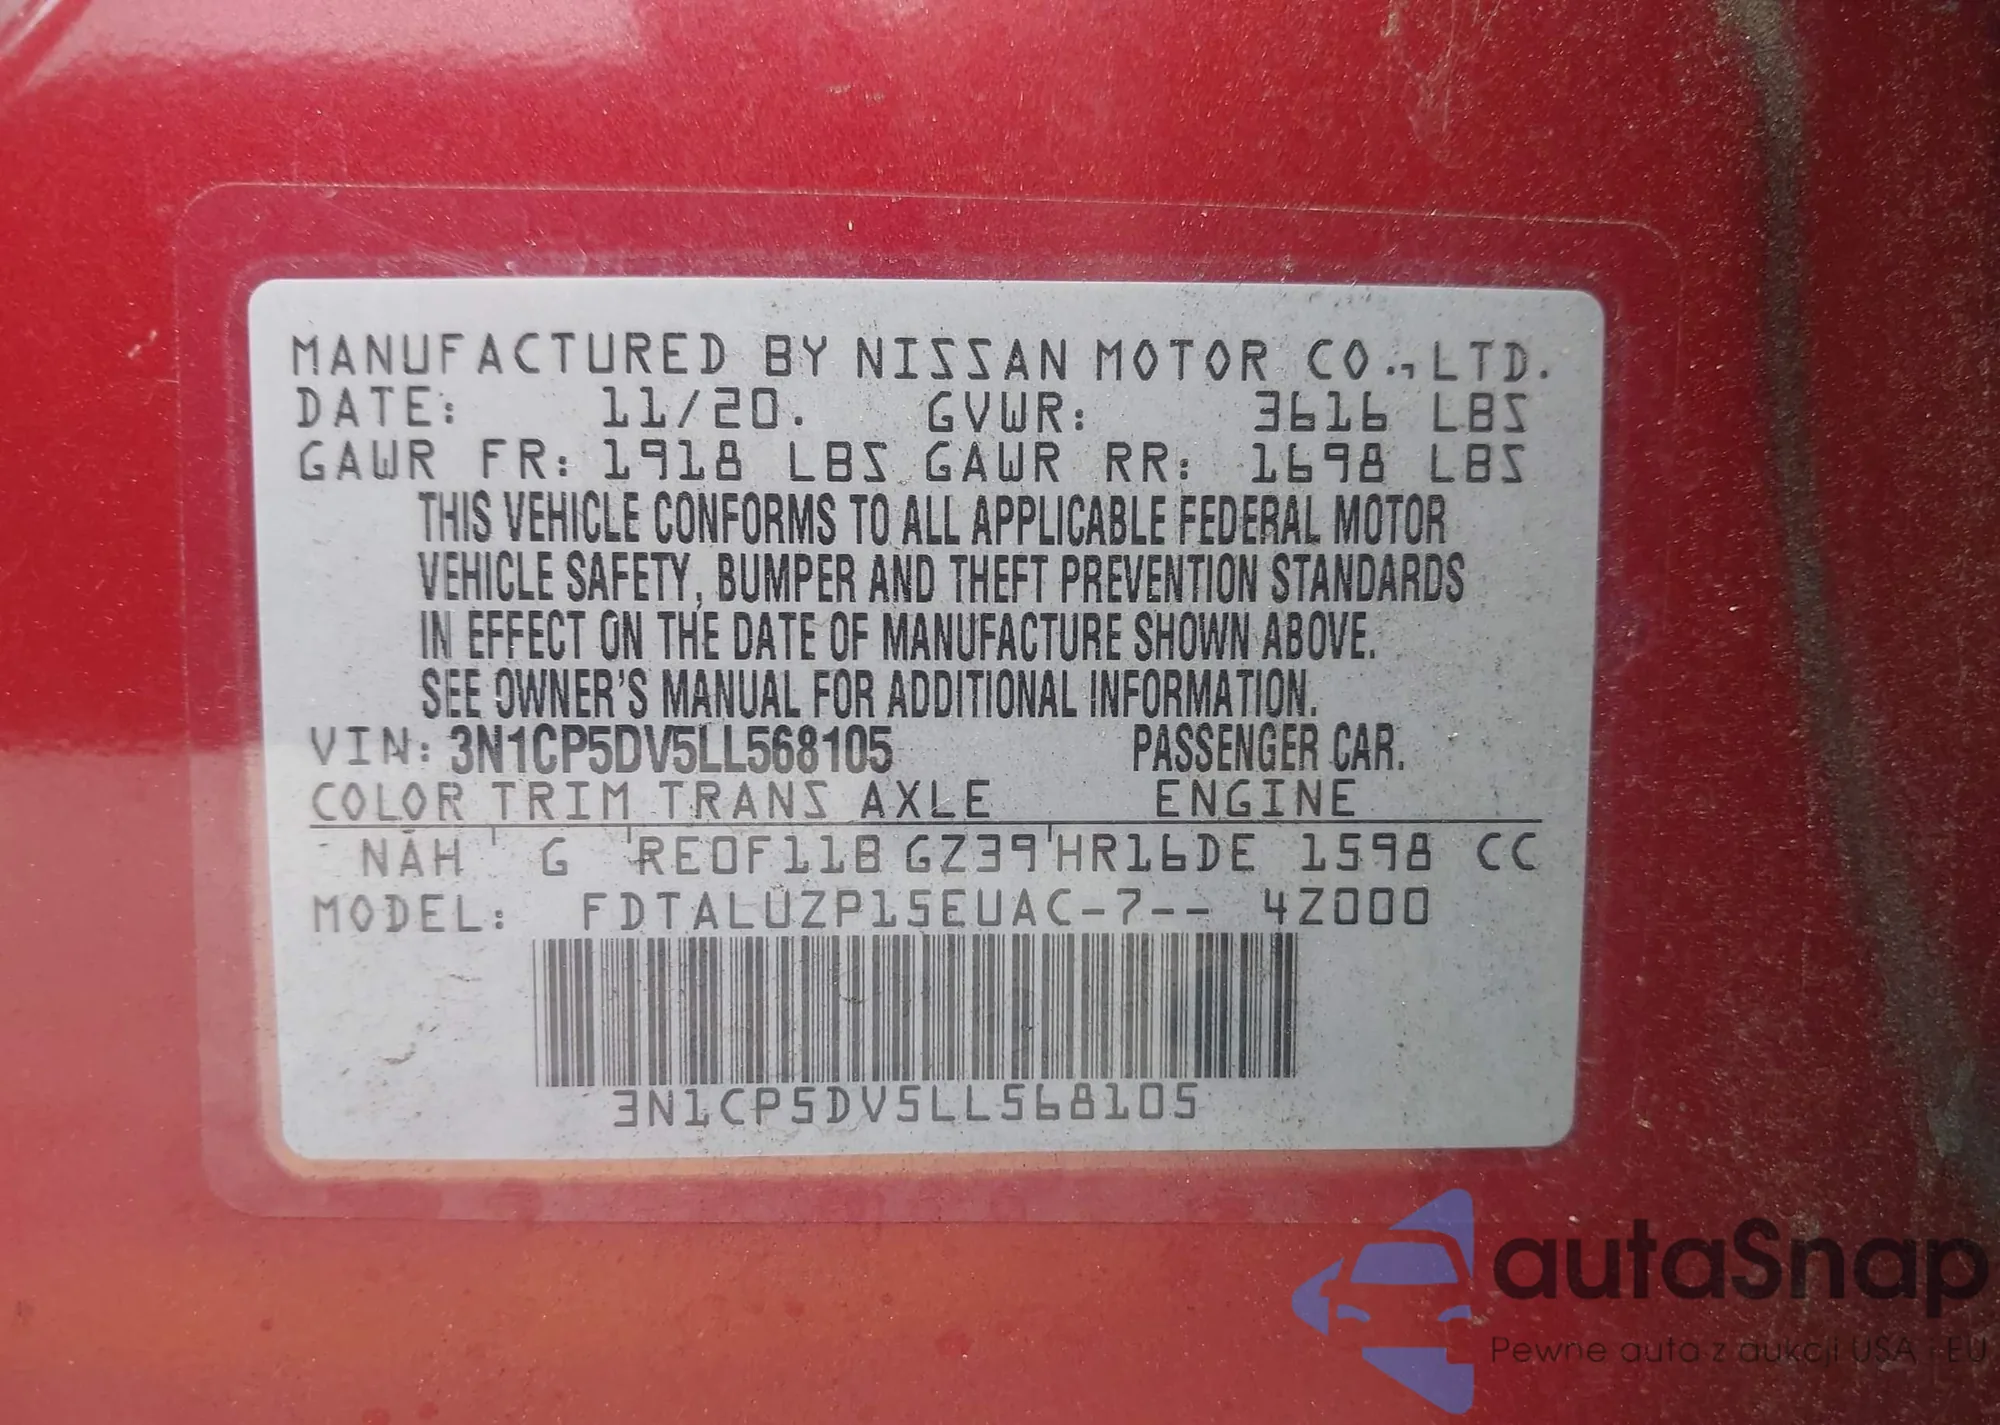 MANUFACTURED BY NISSAN MOTOR CO.,LTD.
DATE: 11/20. GVWR: 3616 LBS
GAWR FR: 1918 LBS GAWR RR: 1698 LBS
THIS VEHICLE CONFORMS TO ALL APPLICABLE FEDERAL MOTOR
VEHICLE SAFETY, BUMPER AND THEFT PREVENTION STANDARDS
IN EFFECT ON THE DATE OF MANUFACTURE SHOWN ABOVE.
SEE OWNER'S MANUAL FOR ADDITIONAL INFORMATION.
VIN: 3N1CP5DV5LL568105 PASSENGER CAR.
COLOR TRIM TRANS AXLE ENGINE
NAH G RE0F11B GZ39 HR16DE 1598 CC
MODEL: FDTALUZP15EUAC-7-- 4Z000
3N1CP5DV5LL568105
autaSnap
Pewne auta z aukcji USA i EU